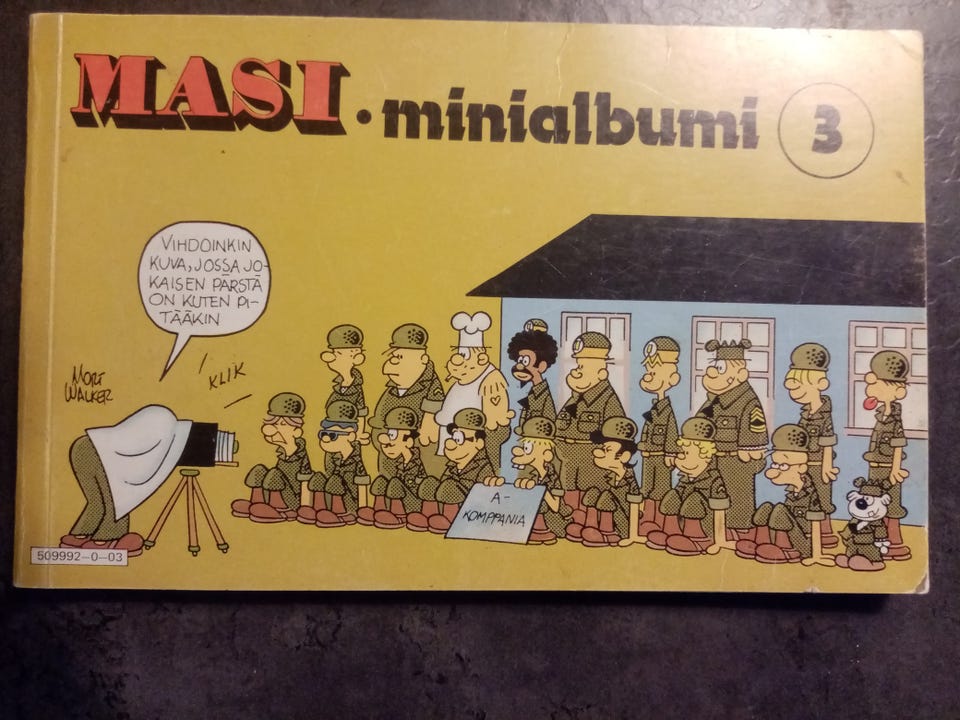 MASI • minialbumi 3
VIHDOINKIN
KUVA, JOSSA JO-
KAISEN PÄRSTÄ
ON KUTEN PI-
TÄÄKIN
KLIK
MORT
WALKER
A-
KOMPPANIA
509992-0-03